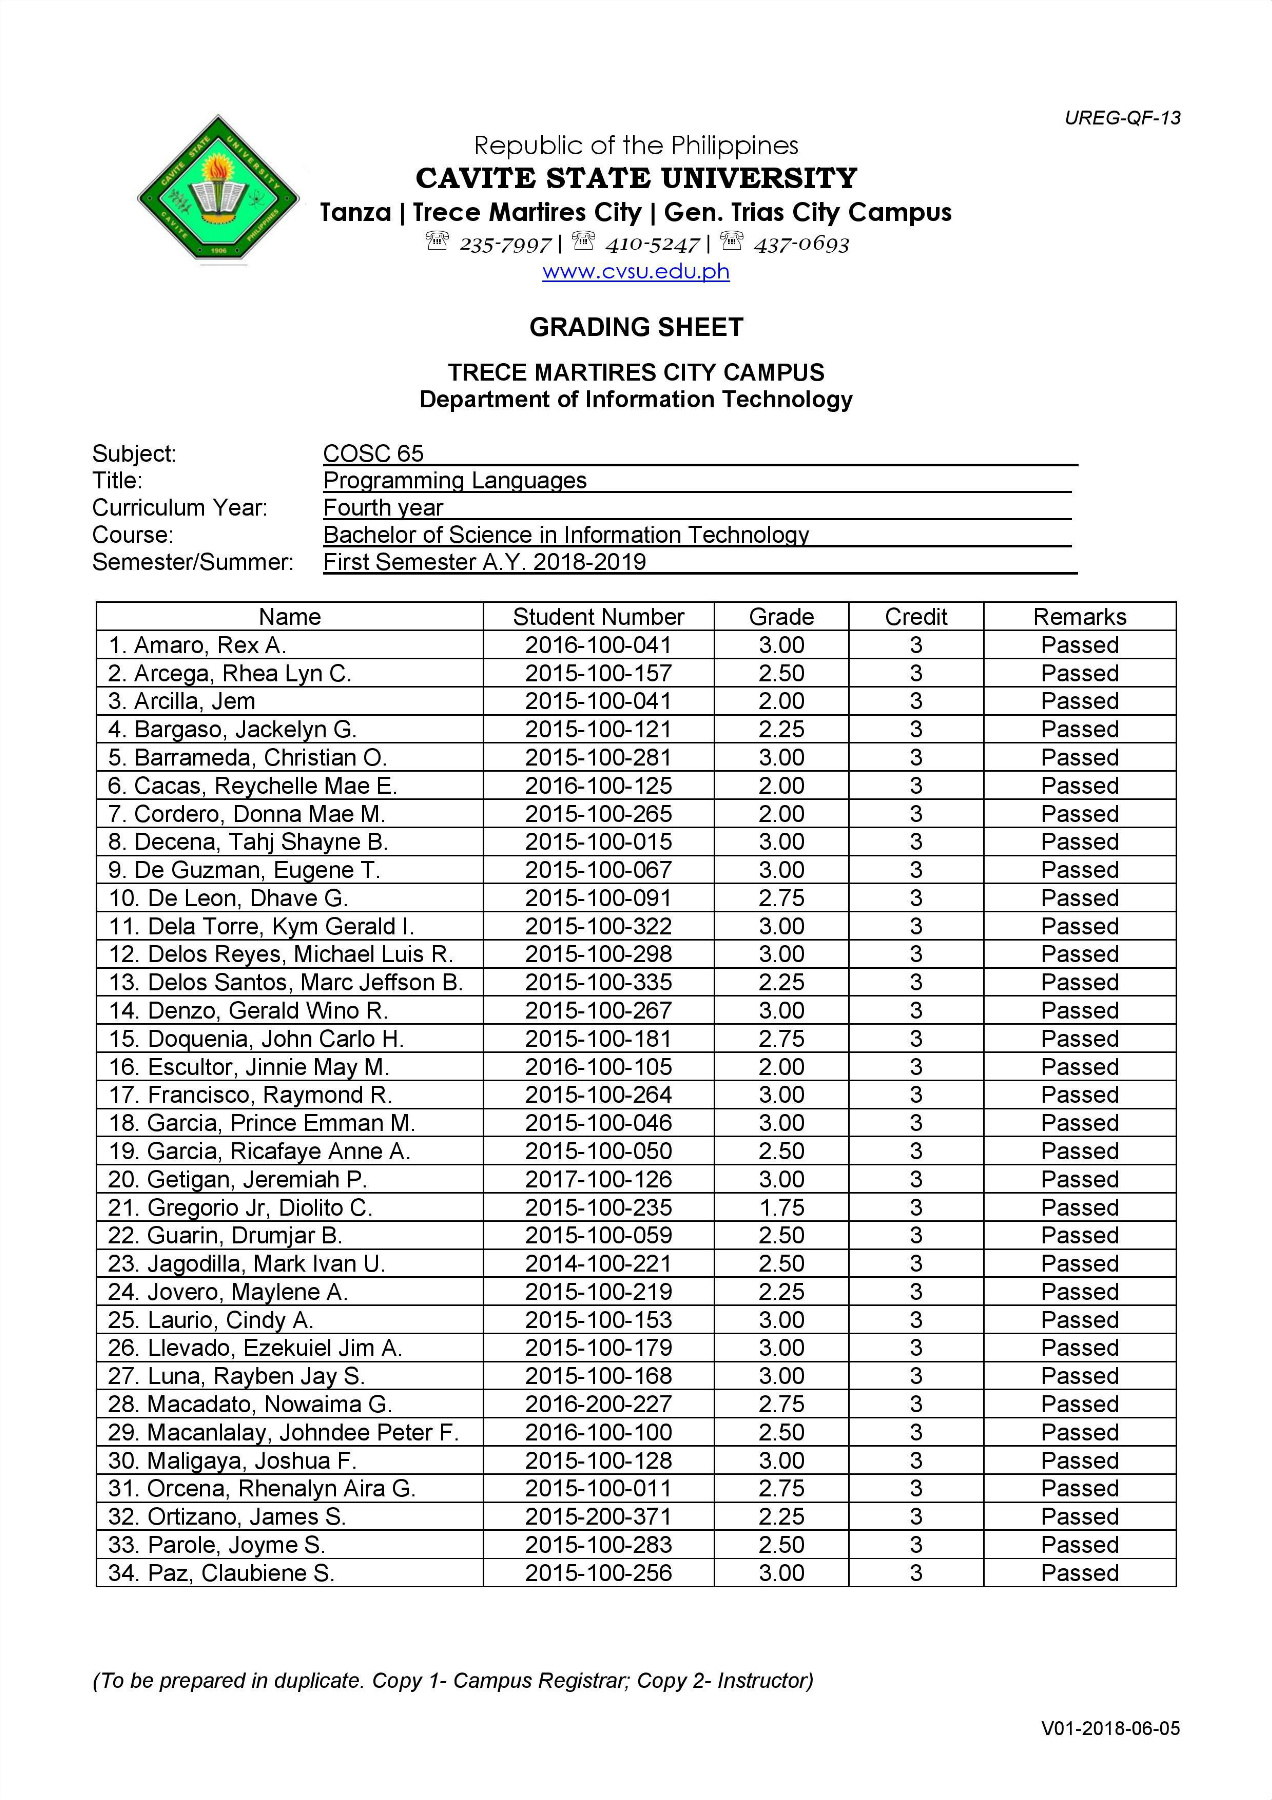 UREG-QF-13
CAVITE STATE UNIVERSITY
CAVITE
PHILIPPINES
1906
Republic of the Philippines
CAVITE STATE UNIVERSITY
Tanza | Trece Martires City | Gen. Trias City Campus
☏ 235-7997 | ☏ 410-5247 | ☏ 437-0693
www.cvsu.edu.ph
GRADING SHEET
TRECE MARTIRES CITY CAMPUS
Department of Information Technology
Subject: COSC 65
Title: Programming Languages
Curriculum Year: Fourth year
Course: Bachelor of Science in Information Technology
Semester/Summer: First Semester A.Y. 2018-2019
Name Student Number Grade Credit Remarks
1. Amaro, Rex A. 2016-100-041 3.00 3 Passed
2. Arcega, Rhea Lyn C. 2015-100-157 2.50 3 Passed
3. Arcilla, Jem 2015-100-041 2.00 3 Passed
4. Bargaso, Jackelyn G. 2015-100-121 2.25 3 Passed
5. Barrameda, Christian O. 2015-100-281 3.00 3 Passed
6. Cacas, Reychelle Mae E. 2016-100-125 2.00 3 Passed
7. Cordero, Donna Mae M. 2015-100-265 2.00 3 Passed
8. Decena, Tahj Shayne B. 2015-100-015 3.00 3 Passed
9. De Guzman, Eugene T. 2015-100-067 3.00 3 Passed
10. De Leon, Dhave G. 2015-100-091 2.75 3 Passed
11. Dela Torre, Kym Gerald I. 2015-100-322 3.00 3 Passed
12. Delos Reyes, Michael Luis R. 2015-100-298 3.00 3 Passed
13. Delos Santos, Marc Jeffson B. 2015-100-335 2.25 3 Passed
14. Denzo, Gerald Wino R. 2015-100-267 3.00 3 Passed
15. Doquenia, John Carlo H. 2015-100-181 2.75 3 Passed
16. Escultor, Jinnie May M. 2016-100-105 2.00 3 Passed
17. Francisco, Raymond R. 2015-100-264 3.00 3 Passed
18. Garcia, Prince Emman M. 2015-100-046 3.00 3 Passed
19. Garcia, Ricafaye Anne A. 2015-100-050 2.50 3 Passed
20. Getigan, Jeremiah P. 2017-100-126 3.00 3 Passed
21. Gregorio Jr, Diolito C. 2015-100-235 1.75 3 Passed
22. Guarin, Drumjar B. 2015-100-059 2.50 3 Passed
23. Jagodilla, Mark Ivan U. 2014-100-221 2.50 3 Passed
24. Jovero, Maylene A. 2015-100-219 2.25 3 Passed
25. Laurio, Cindy A. 2015-100-153 3.00 3 Passed
26. Llevado, Ezekuiel Jim A. 2015-100-179 3.00 3 Passed
27. Luna, Rayben Jay S. 2015-100-168 3.00 3 Passed
28. Macadato, Nowaima G. 2016-200-227 2.75 3 Passed
29. Macanlalay, Johndee Peter F. 2016-100-100 2.50 3 Passed
30. Maligaya, Joshua F. 2015-100-128 3.00 3 Passed
31. Orcena, Rhenalyn Aira G. 2015-100-011 2.75 3 Passed
32. Ortizano, James S. 2015-200-371 2.25 3 Passed
33. Parole, Joyme S. 2015-100-283 2.50 3 Passed
34. Paz, Claubiene S. 2015-100-256 3.00 3 Passed
(To be prepared in duplicate. Copy 1- Campus Registrar; Copy 2- Instructor)
V01-2018-06-05